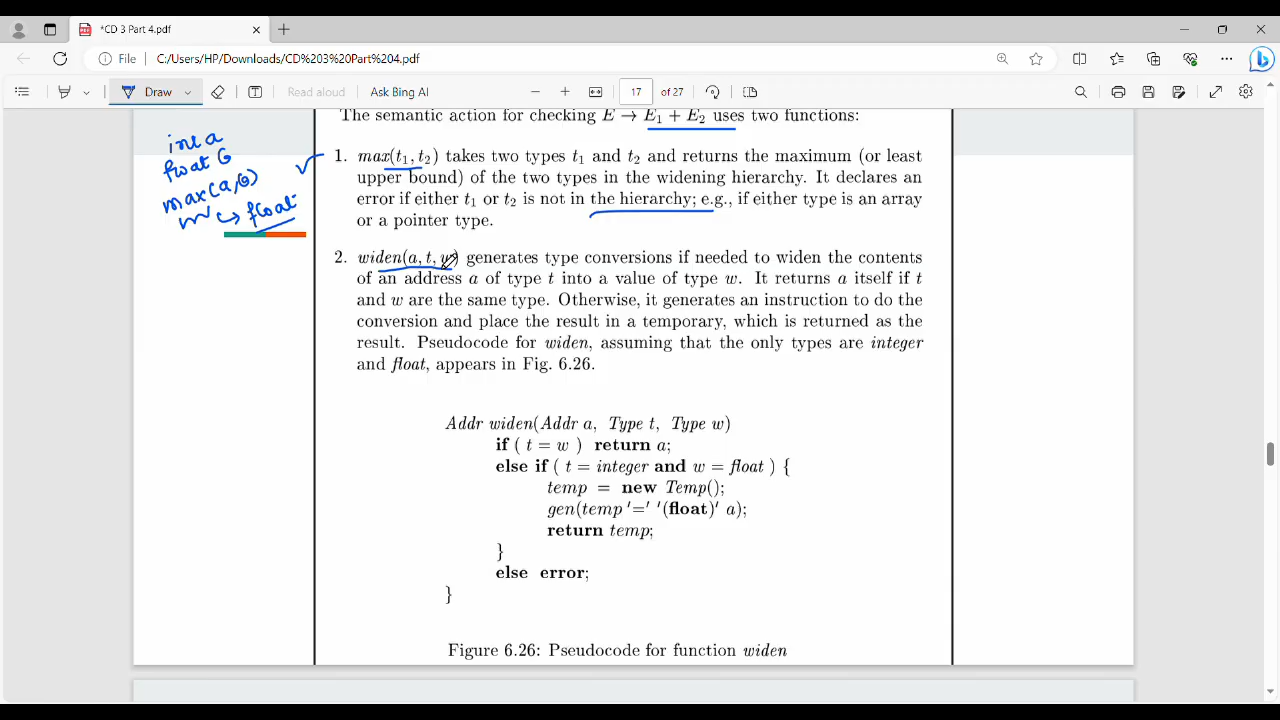 *CD 3 Part 4.pdf
File
C:/Users/HP/Downloads/CD%203%20Part%204.pdf
Draw
Read aloud
Ask Bing AI
17
of 27
The semantic action for checking E → E1 + E2 uses two functions:
int a
float b
max(a,b)
↳ float
1. max(t1, t2) takes two types t1 and t2 and returns the maximum (or least
upper bound) of the two types in the widening hierarchy. It declares an
error if either t1 or t2 is not in the hierarchy; e.g., if either type is an array
or a pointer type.
2. widen(a, t, w) generates type conversions if needed to widen the contents
of an address a of type t into a value of type w. It returns a itself if t
and w are the same type. Otherwise, it generates an instruction to do the
conversion and place the result in a temporary, which is returned as the
result. Pseudocode for widen, assuming that the only types are integer
and float, appears in Fig. 6.26.
Addr widen(Addr a, Type t, Type w)
if ( t = w ) return a;
else if ( t = integer and w = float ) {
temp = new Temp();
gen(temp '=' '(float)' a);
return temp;
}
else error;
}
Figure 6.26: Pseudocode for function widen